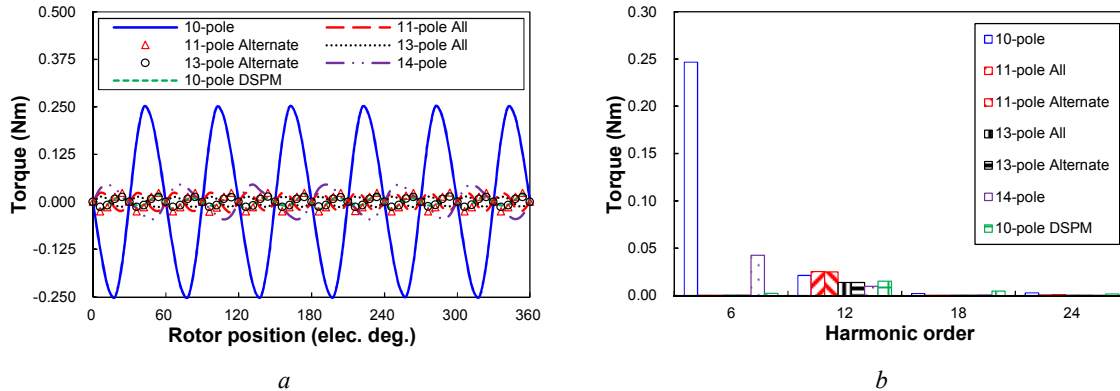 0.500
0.375
0.250
0.125
0.000
-0.125
-0.250
Torque (Nm)
10-pole
11-pole All
11-pole Alternate
13-pole All
13-pole Alternate
14-pole
10-pole DSPM
0 60 120 180 240 300 360
Rotor position (elec. deg.)
a
0.30
0.20
0.10
0.05
0.00
Torque (Nm)
10-pole
11-pole All
11-pole Alternate
13-pole All
13-pole Alternate
14-pole
10-pole DSPM
6 12 18 24
Harmonic order
b